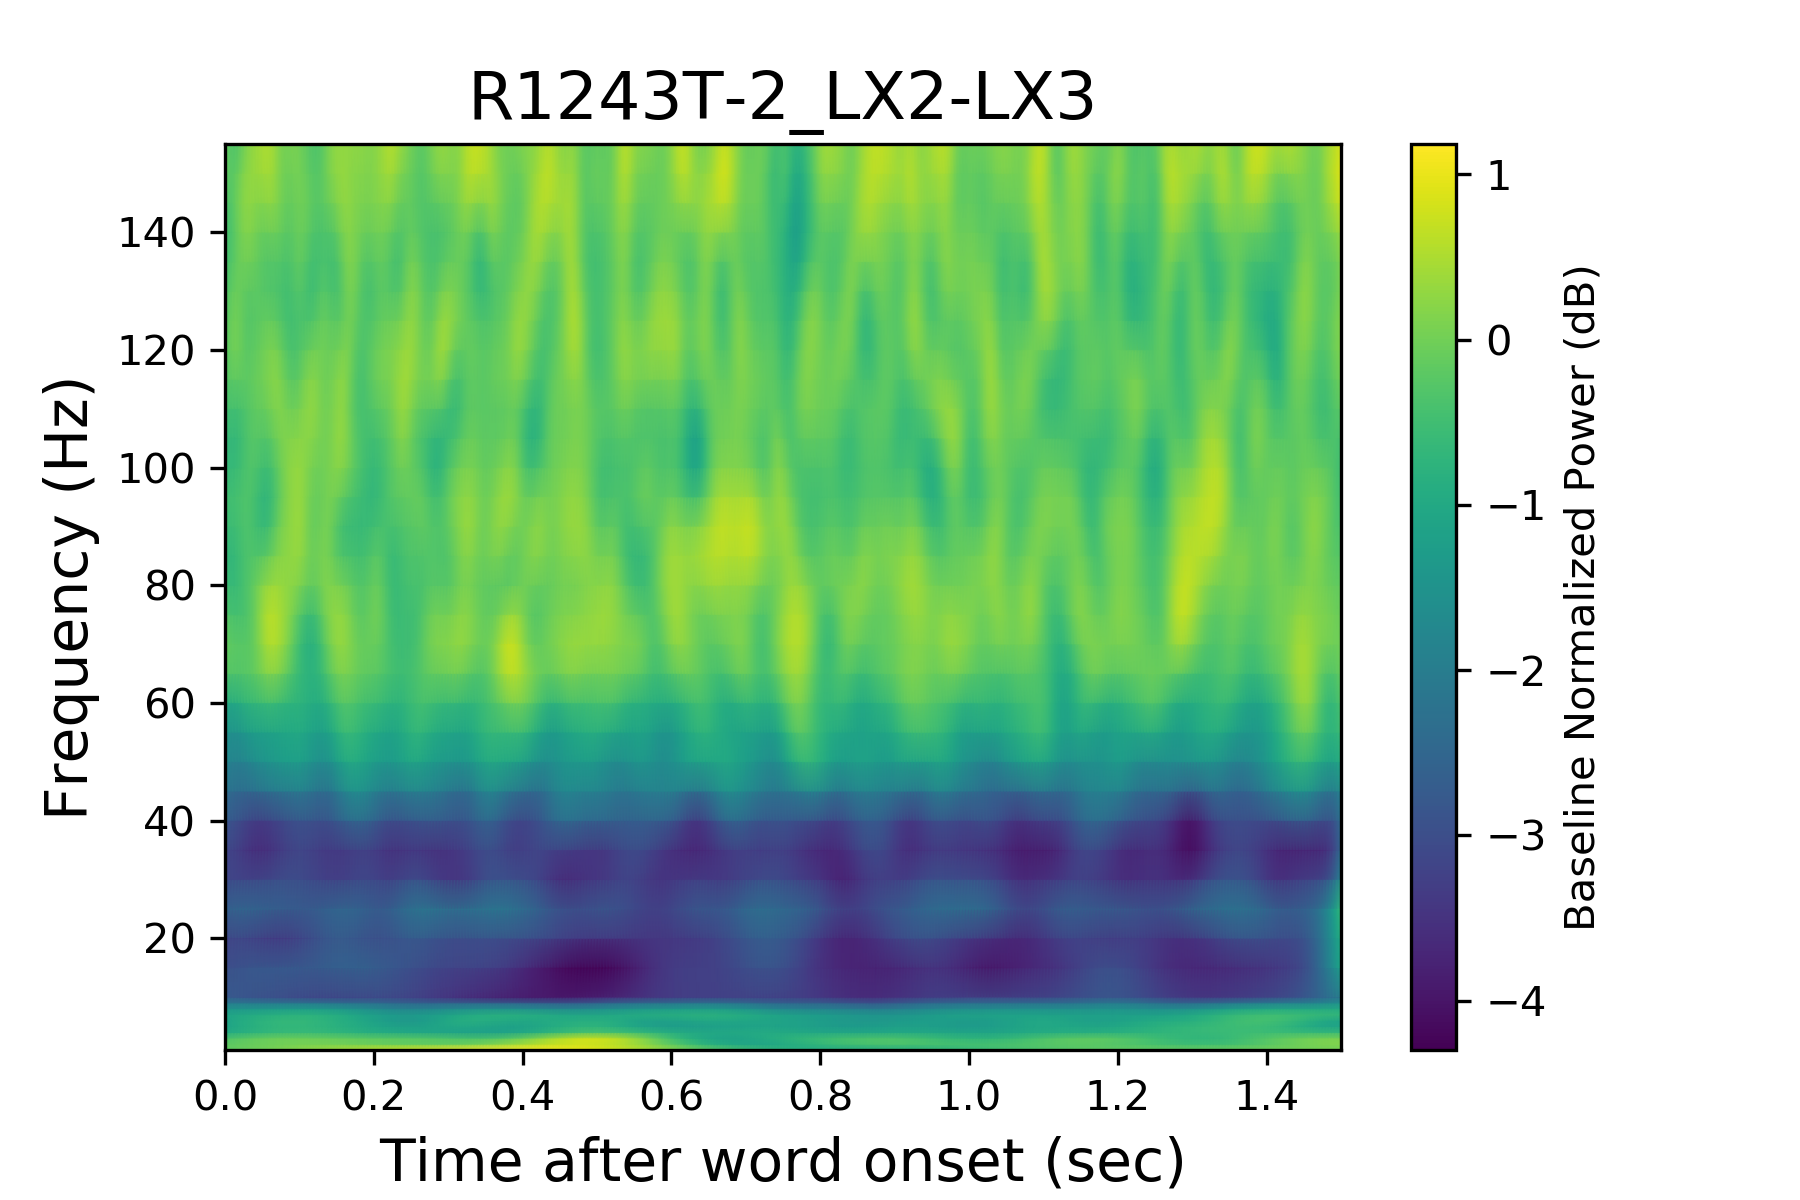 R1243T-2_LX2-LX3
Frequency (Hz)
140
120
100
80
60
40
20
0.0 0.2 0.4 0.6 0.8 1.0 1.2 1.4
Time after word onset (sec)
1
0
−1
−2
−3
−4
Baseline Normalized Power (dB)